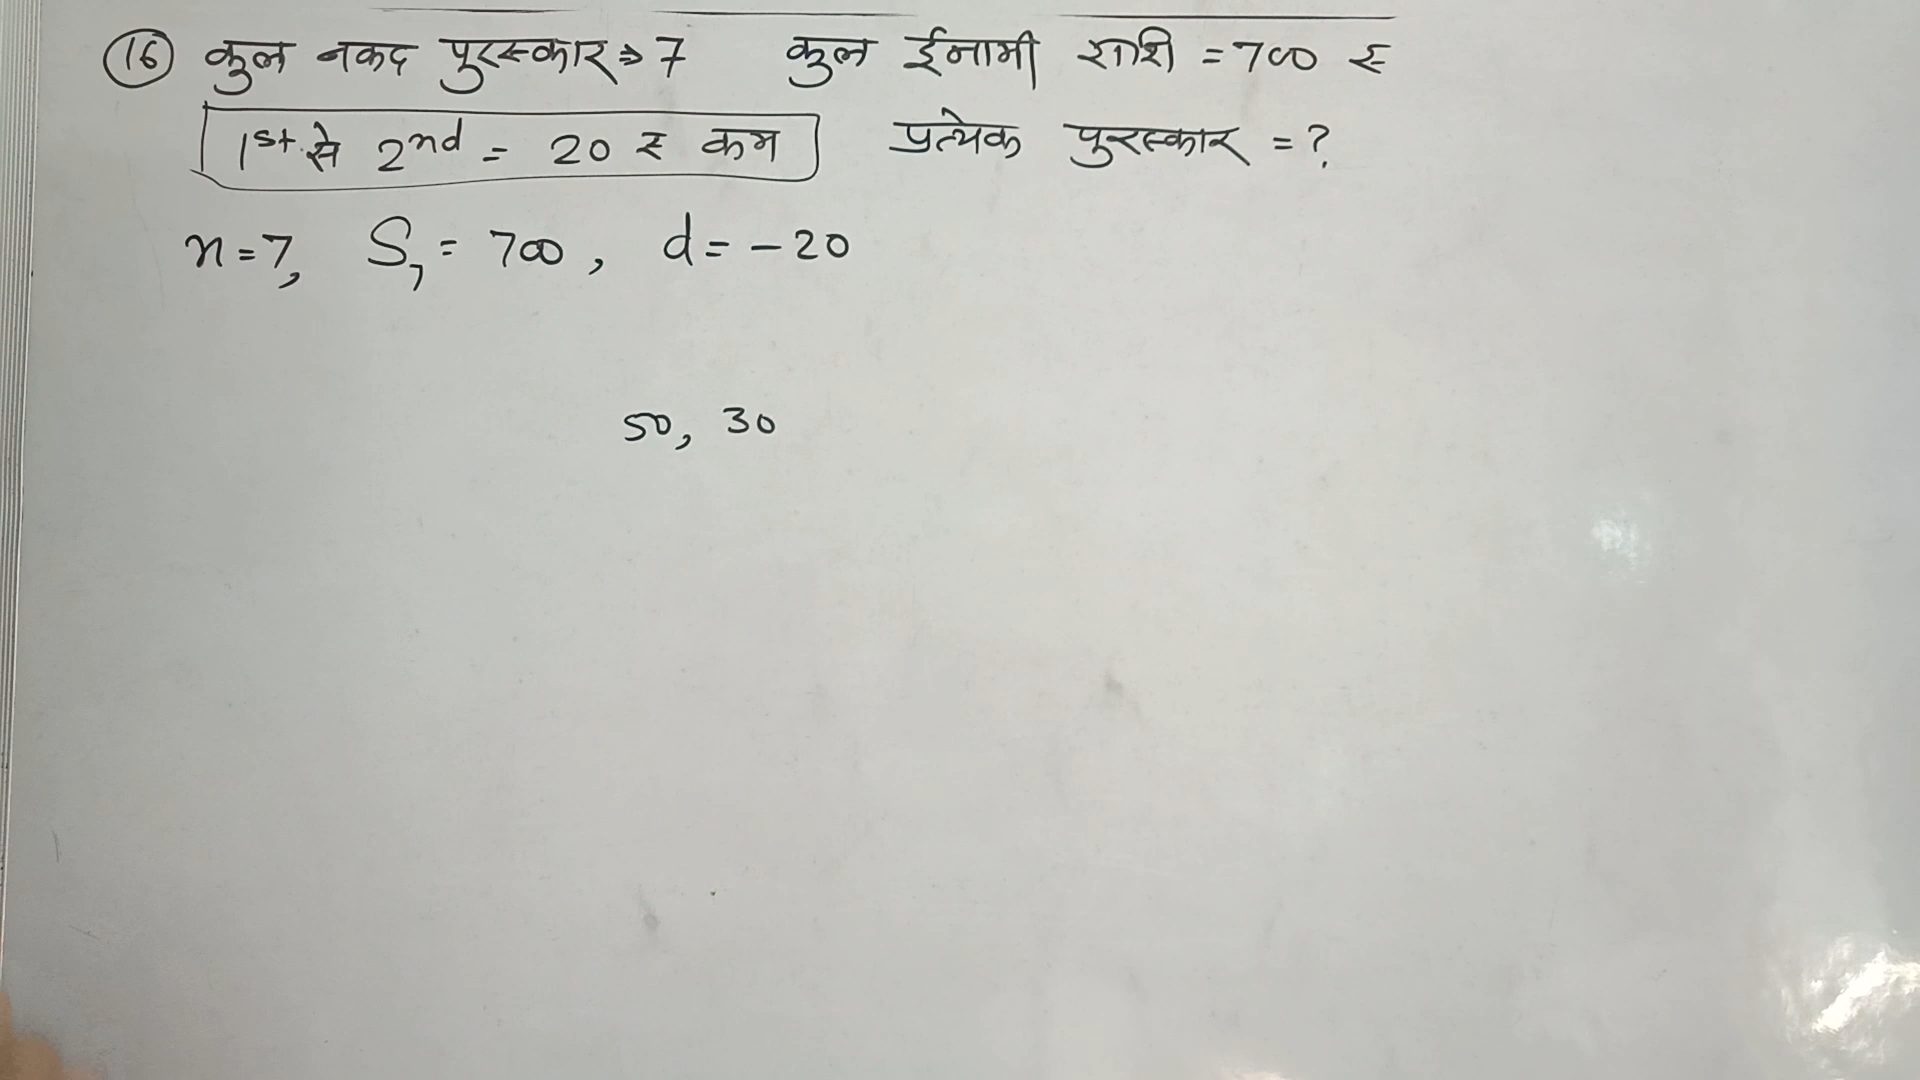 16 कुल नकद पुरस्कार ⇒ 7 कुल ईनामी राशि = 700 रु
1st से 2nd = 20 ₹ कम प्रत्येक पुरस्कार = ?
n = 7, S₇ = 700, d = -20
50, 30